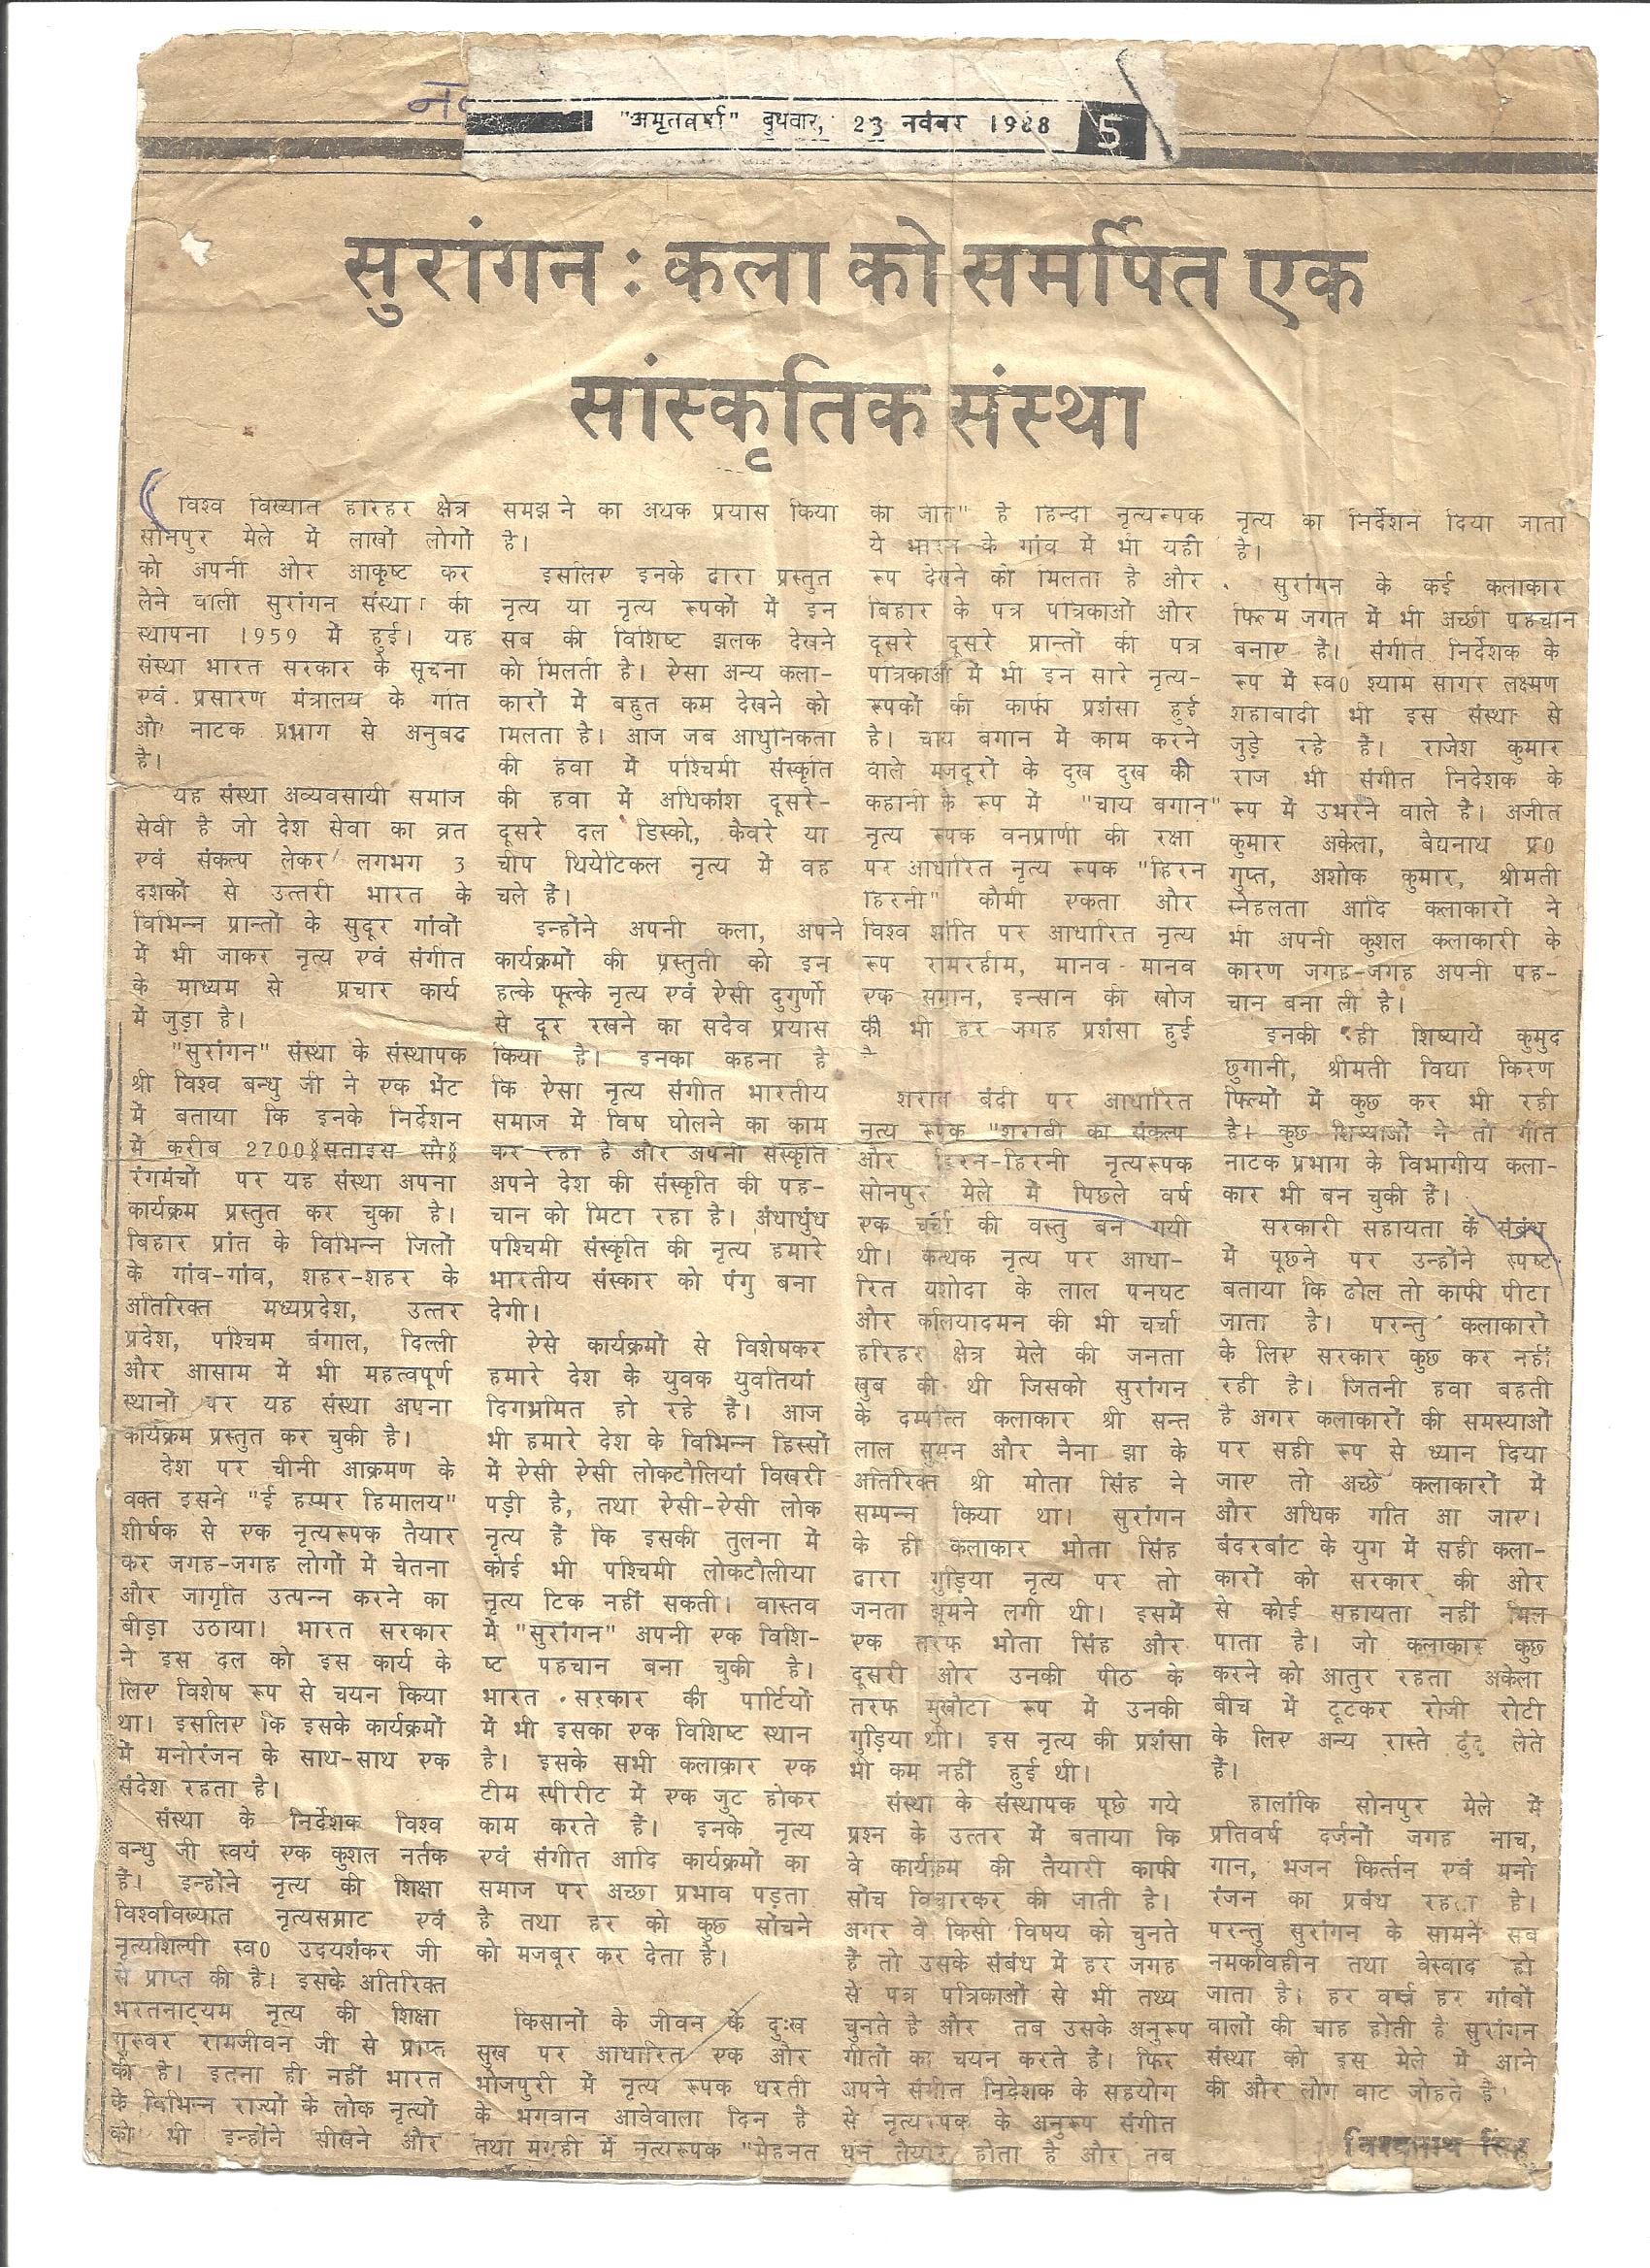 "अमृतवर्षा" बुधवार, 23 नवंबर 1988 5
सुरांगन : कला को समर्पित एक
सांस्कृतिक संस्था
विश्व विख्यात हरिहर क्षेत्र
सोनपुर मेले में लाखों लोगों
को अपनी ओर आकृष्ट कर
लेने वाली सुरांगन संस्था। की
स्थापना 1959 में हुई। यह
संस्था भारत सरकार के सूचना
एवं प्रसारण मंत्रालय के गीत
औ नाटक प्रभाग से अनुबद्ध
है।
यह संस्था अव्यवसायी समाज
सेवी है जो देश सेवा का व्रत
एवं संकल्प लेकर लगभग 3
दशकों से उत्तरी भारत के
विभिन्न प्रान्तों के सुदूर गांवों
में भी जाकर नृत्य एवं संगीत
के माध्यम से प्रचार कार्य
में जुड़ा है।
"सुरांगन" संस्था के संस्थापक
श्री विश्व बन्धु जी ने एक भेंट
में बताया कि इनके निर्देशन
में करीब 2700 सताइस सौ
रंगमंचों पर यह संस्था अपना
कार्यक्रम प्रस्तुत कर चुका है।
बिहार प्रांत के विभिन्न जिलों
के गांव-गांव, शहर-शहर के
अतिरिक्त मध्यप्रदेश, उत्तर
प्रदेश, पश्चिम बंगाल, दिल्ली
और आसाम में भी महत्वपूर्ण
स्थानों पर यह संस्था अपना
कार्यक्रम प्रस्तुत कर चुकी है।
देश पर चीनी आक्रमण के
वक्त इसने "ई हम्मर हिमालय"
शीर्षक से एक नृत्यरूपक तैयार
कर जगह-जगह लोगों में चेतना
और जागृति उत्पन्न करने का
बीड़ा उठाया। भारत सरकार
ने इस दल को इस कार्य के
लिए विशेष रूप से चयन किया
था। इसलिए कि इसके कार्यक्रमों
में मनोरंजन के साथ-साथ एक
संदेश रहता है।
संस्था के निर्देशक विश्व
बन्धु जी स्वयं एक कुशल नर्तक
हैं। इन्होंने नृत्य की शिक्षा
विश्वविख्यात नृत्यसम्राट एवं
नृत्यशिल्पी स्व0 उदयशंकर जी
से प्राप्त की है। इसके अतिरिक्त
भरतनाट्यम नृत्य की शिक्षा
गुरूवर रामजीवन जी से प्राप्त
की है। इतना ही नहीं भारत
के विभिन्न राज्यों के लोक नृत्यों
को भी इन्होंने सीखने और
समझने का अथक प्रयास किया
है।
इसलिए इनके द्वारा प्रस्तुत
नृत्य या नृत्य रूपकों में इन
सब की विशिष्ट झलक देखने
को मिलती है। ऐसा अन्य कला-
कारों में बहुत कम देखने को
मिलता है। आज जब आधुनिकता
की हवा में पश्चिमी संस्कृति
की हवा में अधिकांश दूसरे-
दूसरे दल डिस्को, कैवरे या
चीप थियेटिकल नृत्य में वह
चले है।
इन्होंने अपनी कला, अपने
कार्यक्रमों की प्रस्तुती को इन
हल्के फूल्के नृत्य एवं ऐसी दुगुर्णो
से दूर रखने का सदैव प्रयास
किया है। इनका कहना है
कि ऐसा नृत्य संगीत भारतीय
समाज में विष घोलने का काम
कर रहा है और अपनी संस्कृति
अपने देश की संस्कृति की पह-
चान को मिटा रहा है। अंधाधुंध
पश्चिमी संस्कृति की नृत्य हमारे
भारतीय संस्कार को पंगु बना
देगी।
ऐसे कार्यक्रमों से विशेषकर
हमारे देश के युवक युवतियां
दिगभ्रमित हो रहे हैं। आज
भी हमारे देश के विभिन्न हिस्सों
में ऐसी ऐसी लोकटोलियां विखरी
पड़ी है, तथा ऐसी-ऐसी लोक
नृत्य हैं कि इसकी तुलना में
कोई भी पश्चिमी लोकटौलीया
नृत्य टिक नहीं सकती। वास्तव
में "सुरांगन" अपनी एक विशि-
ष्ट पहचान बना चुकी है।
भारत सरकार की पार्टियों
में भी इसका एक विशिष्ट स्थान
है। इसके सभी कलाकार एक
टीम स्पीरीट में एक जुट होकर
काम करते हैं। इनके नृत्य
एवं संगीत आदि कार्यक्रमों का
समाज पर अच्छा प्रभाव पड़ता
है तथा हर को कुछ सोंचने
को मजबूर कर देता है।
किसानों के जीवन के दुःख
सुख पर आधारित एक और
भोजपुरी में नृत्य रूपक धरती
के भगवान आवेवाला दिन है
तथा मगही में नृत्यरूपक "मेहनत
की जीत" है हिन्दी नृत्यरूपक
ये भारत के गांव में भी यही
रूप देखने को मिलता है और
बिहार के पत्र पत्रिकाओं और
दूसरे दूसरे प्रान्तों की पत्र
पत्रिकाओं में भी इन सारे नृत्य-
रूपकों की काफी प्रशंसा हुई
है। चाय बगान में काम करने
वाले मजदूरों के दुख दुख की
कहानी के रूप में "चाय बगान"
नृत्य रूपक वनप्राणी की रक्षा
पर आधारित नृत्य रूपक "हिरन
हिरनी" कौमी एकता और
विश्व शांति पर आधारित नृत्य
रूप रामरहीम, मानव मानव
एक समान, इन्सान की खोज
की भी हर जगह प्रशंसा हुई
है
शराब बंदी पर आधारित
नृत्य रूपक "शराबी का संकल्प
और हिरन-हिरनी नृत्यरूपक
सोनपुर मेले में पिछले वर्ष
एक चर्चा की वस्तु बन गयी
थी। कत्थक नृत्य पर आधा-
रित यशोदा के लाल पनघट
और कलियादमन की भी चर्चा
हरिहर क्षेत्र मेले की जनता
खुब की थी जिसको सुरांगन
के दम्पत्ति कलाकार श्री सन्त
लाल सुमन और नैना झा के
अतिरिक्त श्री मोता सिंह ने
सम्पन्न किया था। सुरांगन
के ही कलाकार भोता सिंह
द्वारा गुड़िया नृत्य पर तो
जनता झूमने लगी थी। इसमें
एक तरफ भोता सिंह और
दूसरी ओर उनकी पीठ के
तरफ मुखौटा रूप में उनकी
गुड़िया थी। इस नृत्य की प्रशंसा
भी कम नहीं हुई थी।
संस्था के संस्थापक पूछे गये
प्रश्न के उत्तर में बताया कि
वे कार्यक्रम की तैयारी काफी
सोंच विचारकर की जाती है।
अगर वे किसी विषय को चुनते
हैं तो उसके संबंध में हर जगह
से पत्र पत्रिकाओं से भी तथ्य
चुनते है और तब उसके अनुरूप
गीतों का चयन करते हैं। फिर
अपने संगीत निदेशक के सहयोग
से नृत्य रूपक के अनुरूप संगीत
धन तैयार होता है और तब
नृत्य का निर्देशन दिया जाता
है।
सुरांगन के कई कलाकार
फिल्म जगत में भी अच्छी पहचान
बनाए हैं। संगीत निर्देशक के
रूप में स्व0 श्याम सागर लक्ष्मण
शहावादी भी इस संस्था से
जुड़े रहे हैं। राजेश कुमार
राज भी संगीत निदेशक के
रूप में उभरने वाले हैं। अजीत
कुमार अकेला, बैद्यनाथ प्र0
गुप्त, अशोक कुमार, श्रीमती
स्नेहलता आदि कलाकारों ने
भी अपनी कुशल कलाकारी के
कारण जगह-जगह अपनी पह-
चान बना ली है।
इनकी ही शिष्यायें कुमुद
छुगानी, श्रीमती विद्या किरण
फिल्मों में कुछ कर भी रही
है। कुछ शिष्याओं ने तो गीत
नाटक प्रभाग के विभागीय कला-
कार भी बन चुकी हैं।
सरकारी सहायता के संबंध
में पूछने पर उन्होंने स्पष्ट
बताया कि ढोल तो काफी पीटा
जाता है। परन्तु कलाकारों
के लिए सरकार कुछ कर नहीं
रही है। जितनी हवा बहती
है अगर कलाकारों की समस्याओं
पर सही रूप से ध्यान दिया
जाए तो अच्छे कलाकारों में
और अधिक गति आ जाए।
बंदरबांट के युग में सही कला-
कारों को सरकार की ओर
से कोई सहायता नहीं मिल
पाता है। जो कलाकार कुछ
करने को आतुर रहता अकेला
बीच में टूटकर रोजी रोटी
के लिए अन्य रास्ते ढुंढ लेते
हैं।
हालांकि सोनपुर मेले में
प्रतिवर्ष दर्जनों जगह नाच,
गान, भजन किर्त्तन एवं मनो
रंजन का प्रबंध रहता है।
परन्तु सुरांगन के सामने सब
नमकविहीन तथा वेस्वाद हो
जाता है। हर वर्ष हर गांवों
वालों की चाह होती है सुरांगन
संस्था को इस मेले में आने
की और लोग वाट जोहते है।
सिंह